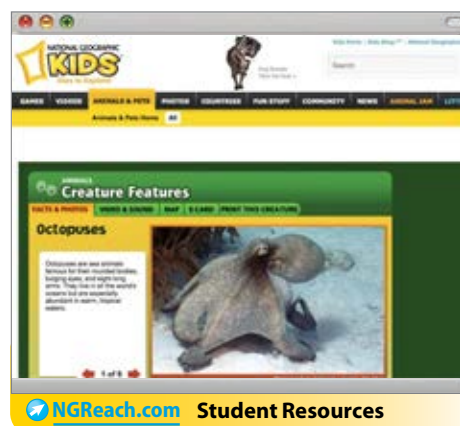 NATIONAL GEOGRAPHIC
KIDS
Search
GAMES VIDEOS ANIMALS & PETS PHOTOS COUNTRIES FUN STUFF COMMUNITY NEWS ANIMAL JAM
Animals & Pets Home All
ANIMALS
Creature Features
FACTS & PHOTOS VIDEO & SOUND MAP E-CARD PRINT THIS CREATURE
Octopuses
Octopuses are sea animals
famous for their rounded bodies,
bulging eyes, and eight long
arms. They live in all the world's
oceans but are especially
abundant in warm, tropical
waters.
1 of 9
NGReach.com Student Resources